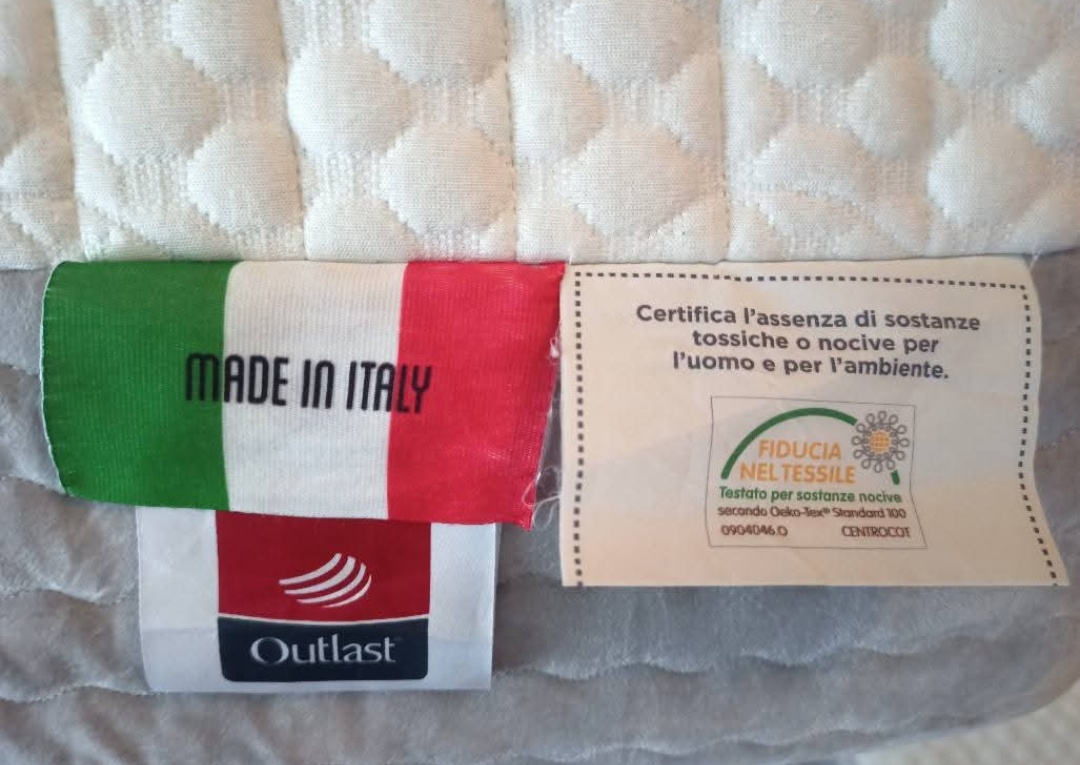 MADE IN ITALY
Outlast
Certifica l'assenza di sostanze
tossiche o nocive per
l'uomo e per l'ambiente.
FIDUCIA
NEL TESSILE
Testato per sostanze nocive
secondo Oeko-Tex® Standard 100
0904046.O CENTROCOT